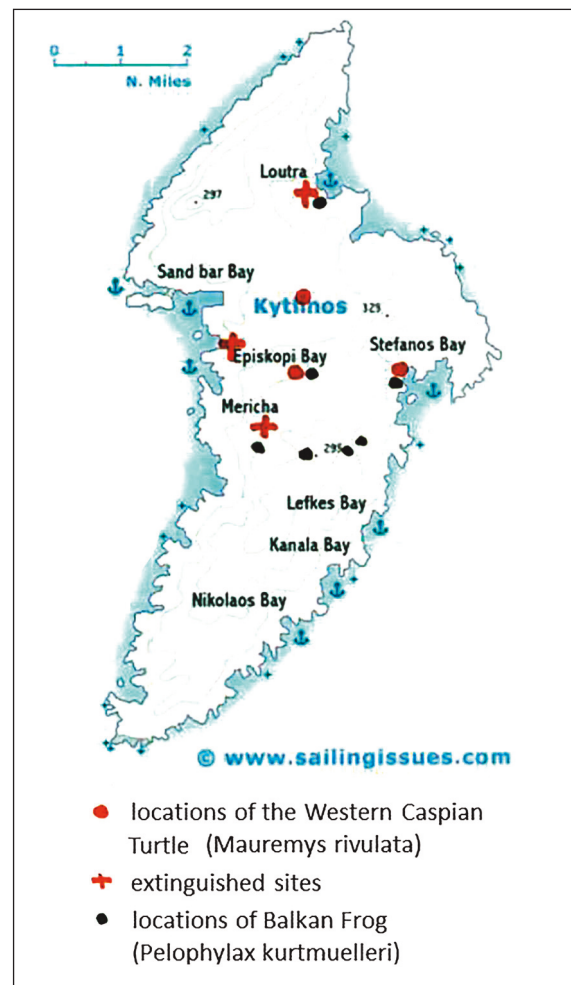 0 1 2
N. Miles
Loutra
297
Sand bar Bay
Kythnos
329
Stefanos Bay
Episkopi Bay
Mericha
295
Lefkes Bay
Kanala Bay
Nikolaos Bay
© www.sailingissues.com
locations of the Western Caspian
Turtle (Mauremys rivulata)
extinguished sites
locations of Balkan Frog
(Pelophylax kurtmuelleri)